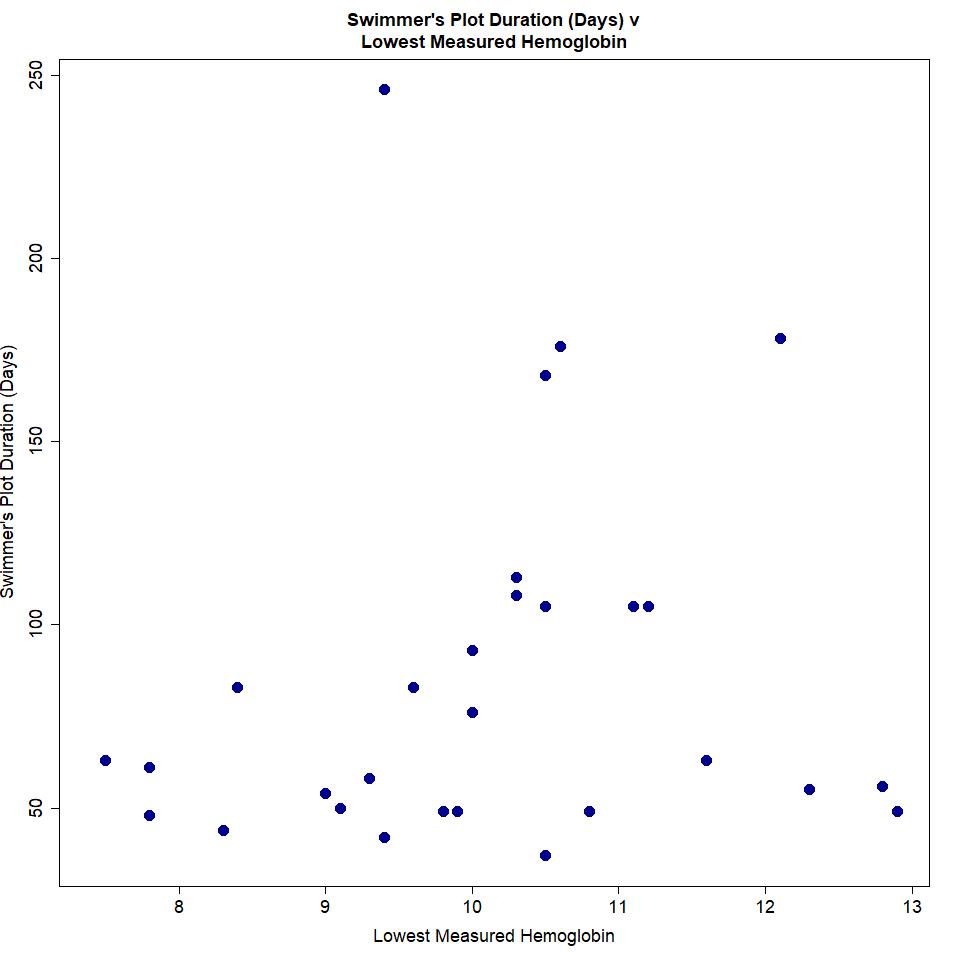 Swimmer's Plot Duration (Days) v
Lowest Measured Hemoglobin
250
200
150
100
50
Swimmer's Plot Duration (Days)
8 9 10 11 12 13
Lowest Measured Hemoglobin